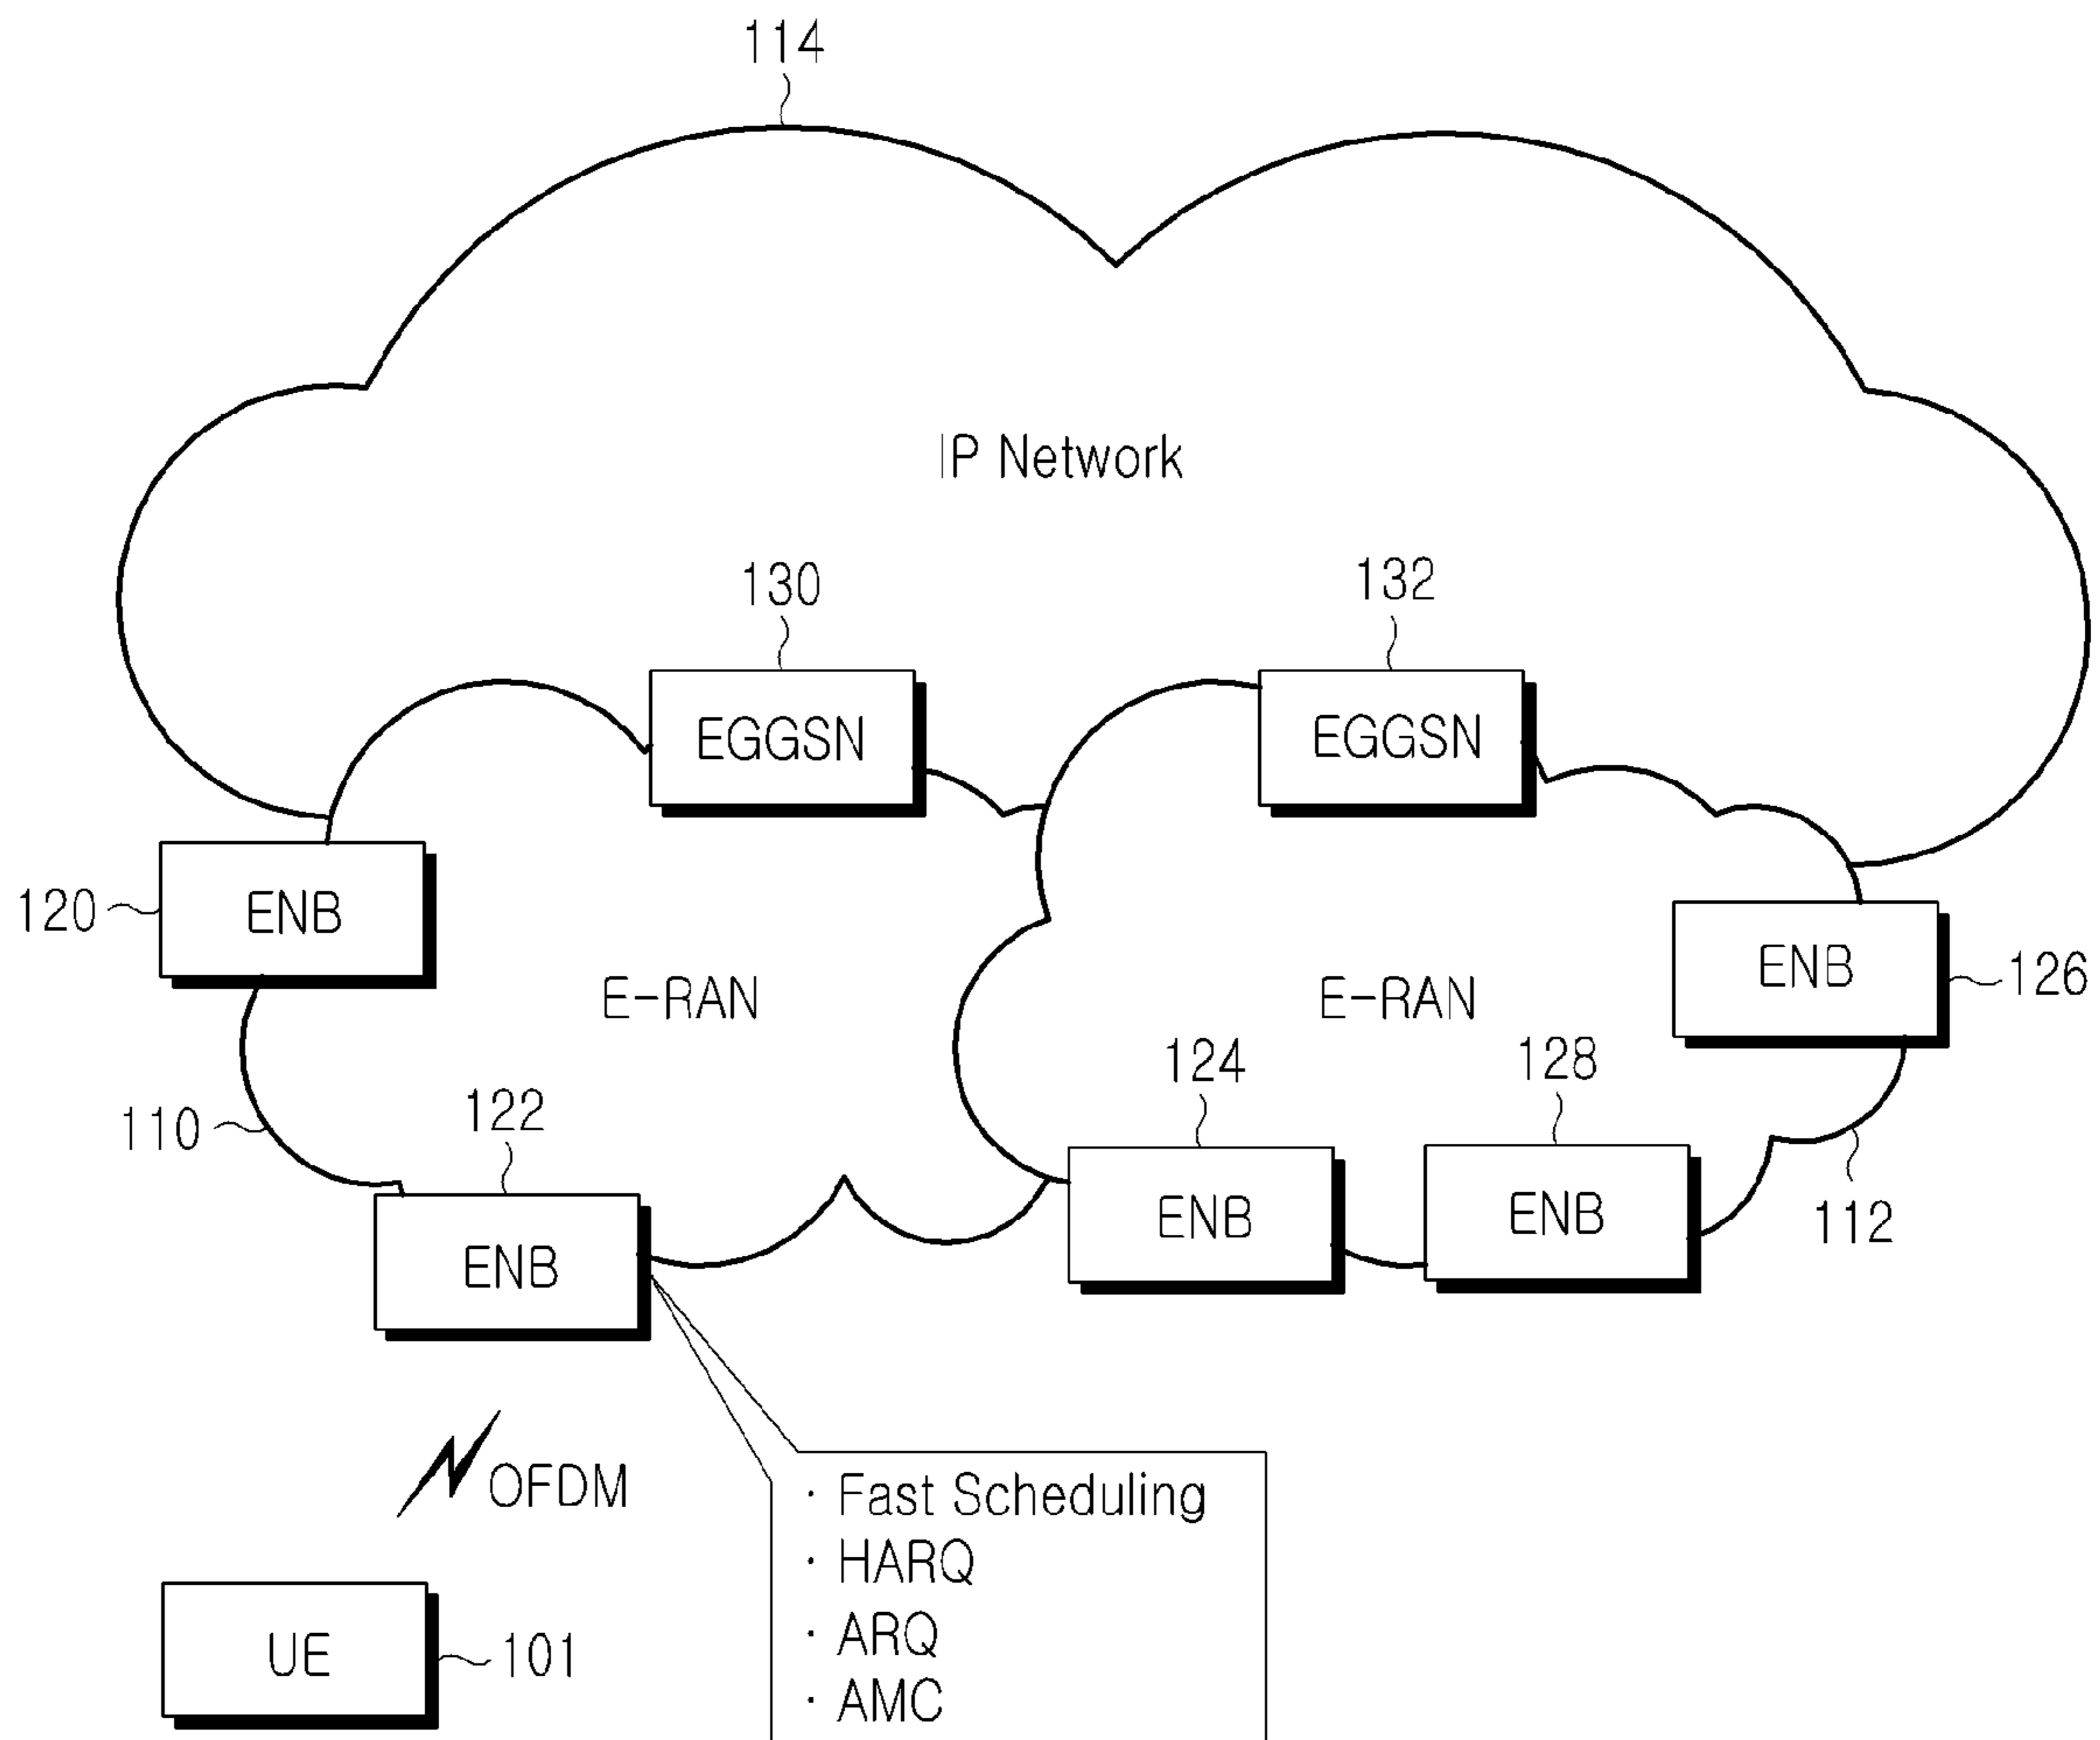 114
IP Network
130
132
EGGSN
EGGSN
120
ENB
ENB
126
E-RAN
E-RAN
124
128
110
122
ENB
ENB
112
ENB
OFDM
· Fast Scheduling
· HARQ
· ARQ
· AMC
UE
101